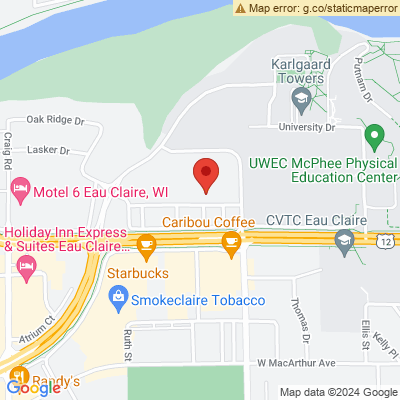 Map error: g.co/staticmaperror
Karlgaard
Towers
Putnam Dr
Oak Ridge Dr
University Dr
Craig Rd
Lasker Dr
UWEC McPhee Physical
Education Center
Motel 6 Eau Claire, WI
Holiday Inn Express
& Suites Eau Claire...
Caribou Coffee
CVTC Eau Claire
12
Starbucks
Smokeclaire Tobacco
Atrium Ct
Ruth St
Thomas Dr
Ellis St
Kelly Pl
W MacArthur Ave
Randy's
Google
Map data ©2024 Google